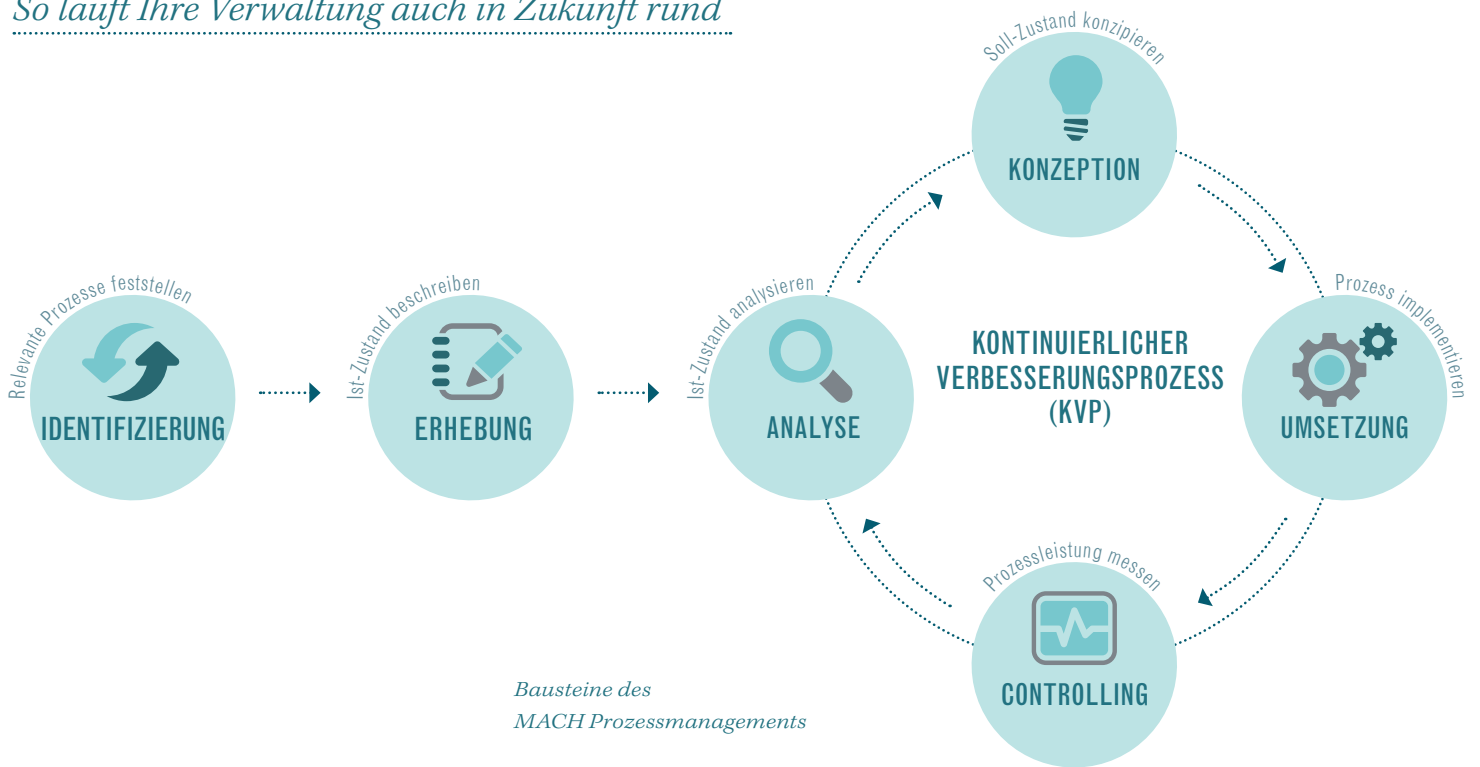 So läuft Ihre Verwaltung auch in Zukunft rund
Relevante Prozesse feststellen
IDENTIFIZIERUNG
Ist-Zustand beschreiben
ERHEBUNG
Ist-Zustand analysieren
ANALYSE
Soll-Zustand konzipieren
KONZEPTION
KONTINUIERLICHER
VERBESSERUNGSPROZESS
(KVP)
Prozess implementieren
UMSETZUNG
Prozessleistung messen
CONTROLLING
Bausteine des
MACH Prozessmanagements